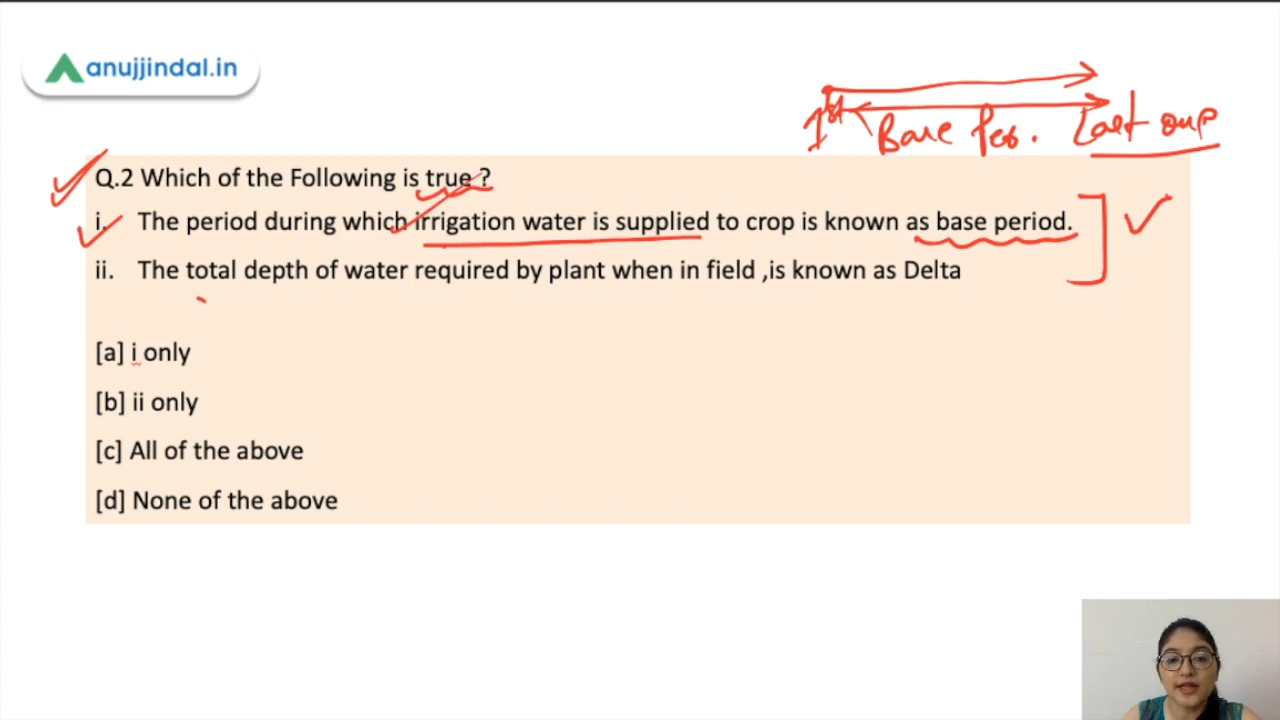 anujjindal.in
1st Base Per. Last one
Q.2 Which of the Following is true ?
i. The period during which irrigation water is supplied to crop is known as base period.
ii. The total depth of water required by plant when in field ,is known as Delta
[a] i only
[b] ii only
[c] All of the above
[d] None of the above